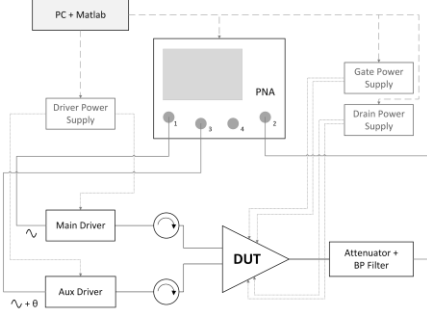 PC + Matlab
PNA
1
3
4
2
Gate Power
Supply
Drain Power
Supply
Driver Power
Supply
Main Driver
DUT
Attenuator +
BP Filter
Aux Driver
+ θ